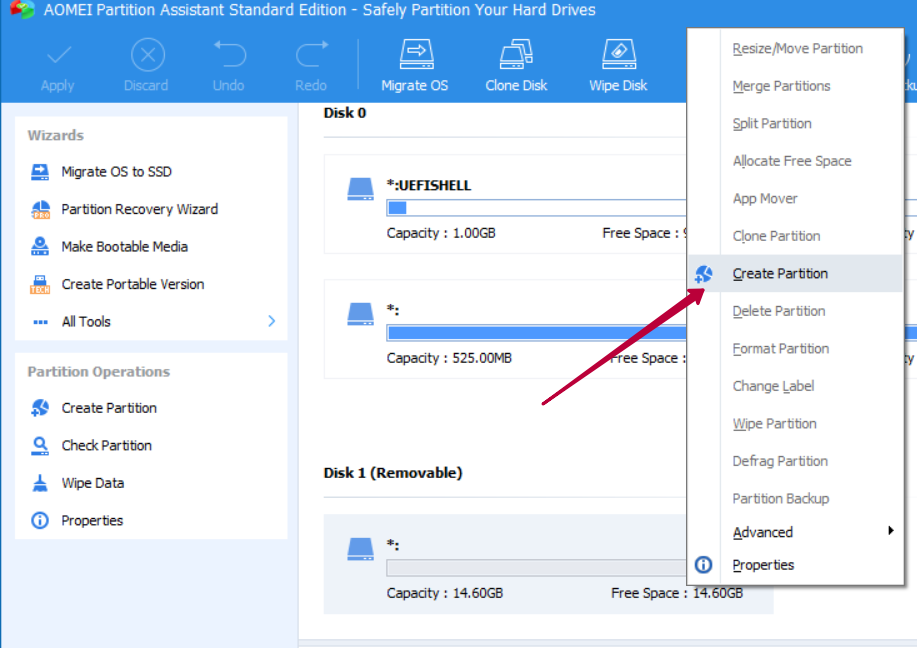 AOMEI Partition Assistant Standard Edition - Safely Partition Your Hard Drives
Apply
Discard
Undo
Redo
Migrate OS
Clone Disk
Wipe Disk
Wizards
Migrate OS to SSD
PRO
Partition Recovery Wizard
Make Bootable Media
TECH
Create Portable Version
All Tools
Partition Operations
Create Partition
Check Partition
Wipe Data
Properties
Disk 0
*:UEFISHELL
Capacity : 1.00GB
Free Space :
*:
Capacity : 525.00MB
Free Space :
Disk 1 (Removable)
*:
Capacity : 14.60GB
Free Space : 14.60GB
Resize/Move Partition
Merge Partitions
Split Partition
Allocate Free Space
App Mover
Clone Partition
Create Partition
Delete Partition
Format Partition
Change Label
Wipe Partition
Defrag Partition
Partition Backup
Advanced
Properties